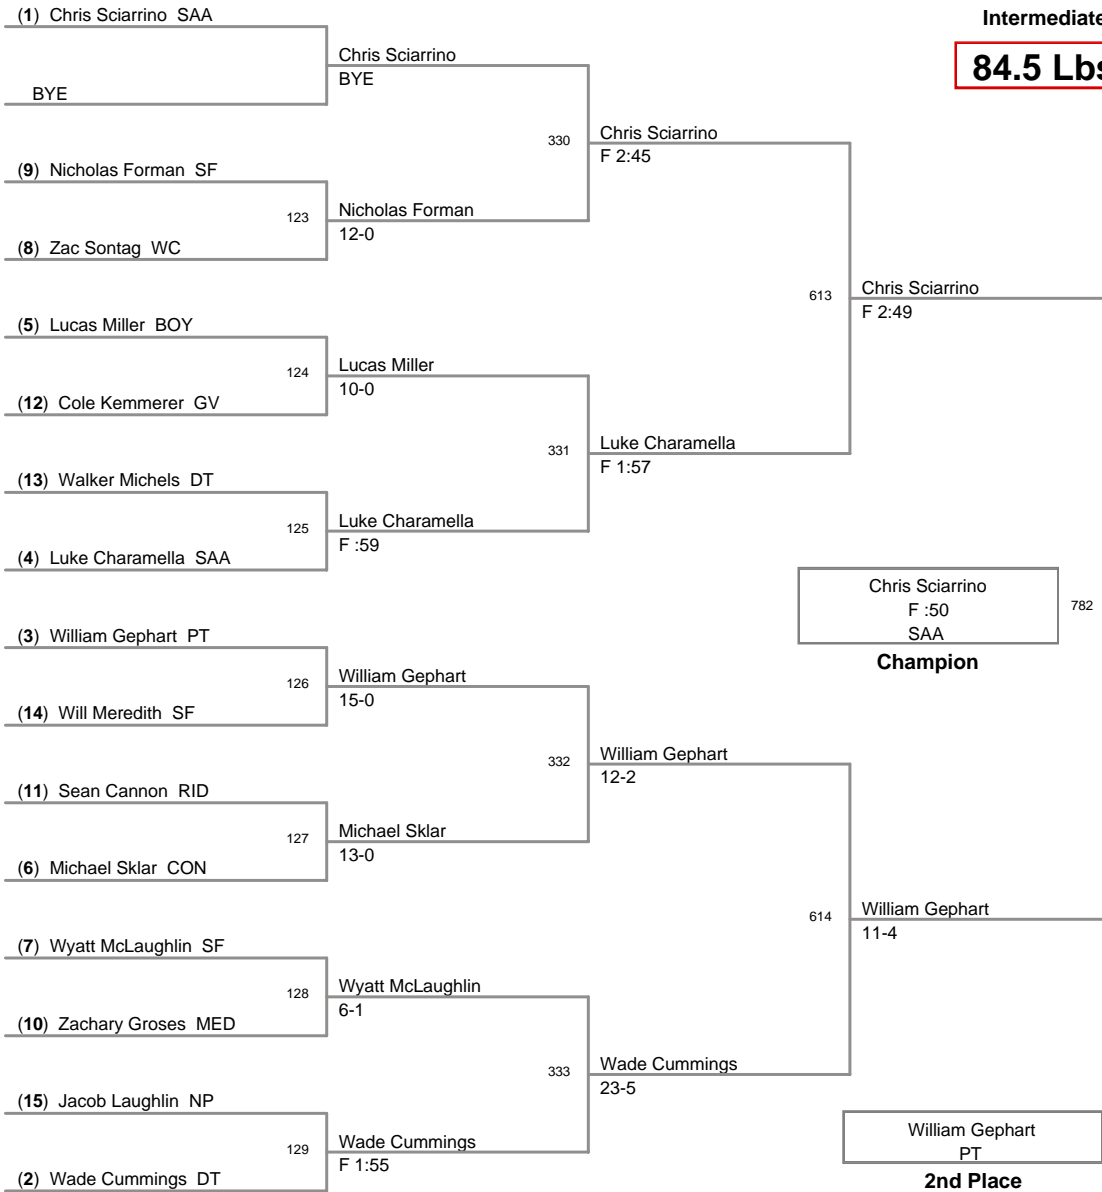 (1) Chris Sciarrino SAA
Intermediate
84.5 Lbs
Chris Sciarrino
BYE
BYE
330
Chris Sciarrino
F 2:45
(9) Nicholas Forman SF
123
Nicholas Forman
12-0
(8) Zac Sontag WC
613
Chris Sciarrino
F 2:49
(5) Lucas Miller BOY
124
Lucas Miller
10-0
(12) Cole Kemmerer GV
331
Luke Charamella
F 1:57
(13) Walker Michels DT
125
Luke Charamella
F :59
(4) Luke Charamella SAA
Chris Sciarrino
F :50
SAA
782
Champion
(3) William Gephart PT
126
William Gephart
15-0
(14) Will Meredith SF
332
William Gephart
12-2
(11) Sean Cannon RID
127
Michael Sklar
13-0
(6) Michael Sklar CON
614
William Gephart
11-4
(7) Wyatt McLaughlin SF
128
Wyatt McLaughlin
6-1
(10) Zachary Groses MED
333
Wade Cummings
23-5
(15) Jacob Laughlin NP
129
Wade Cummings
F 1:55
(2) Wade Cummings DT
William Gephart
PT
2nd Place